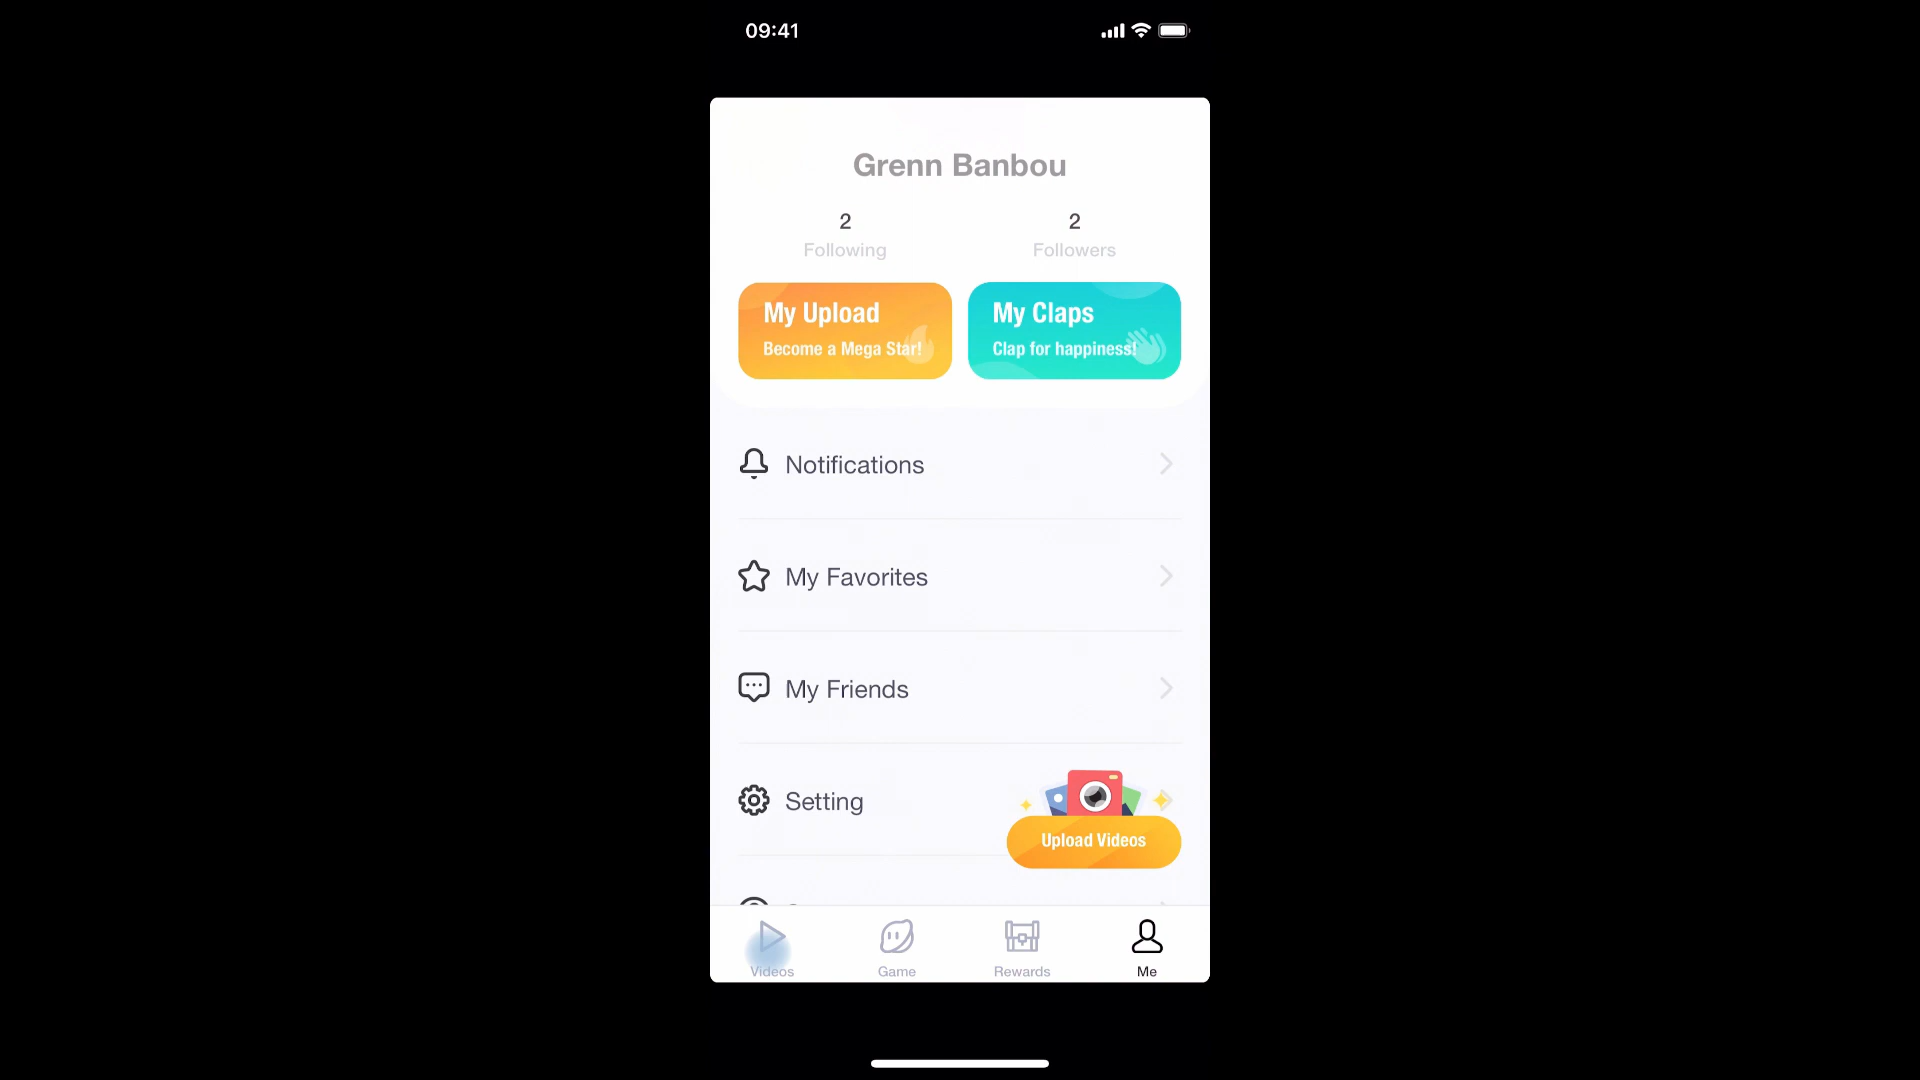 09:41
Grenn Banbou
2
Following
2
Followers
My Upload
Become a Mega Star!
My Claps
Clap for happiness!
Notifications
My Favorites
My Friends
Setting
Upload Videos
Videos
Game
Rewards
Me